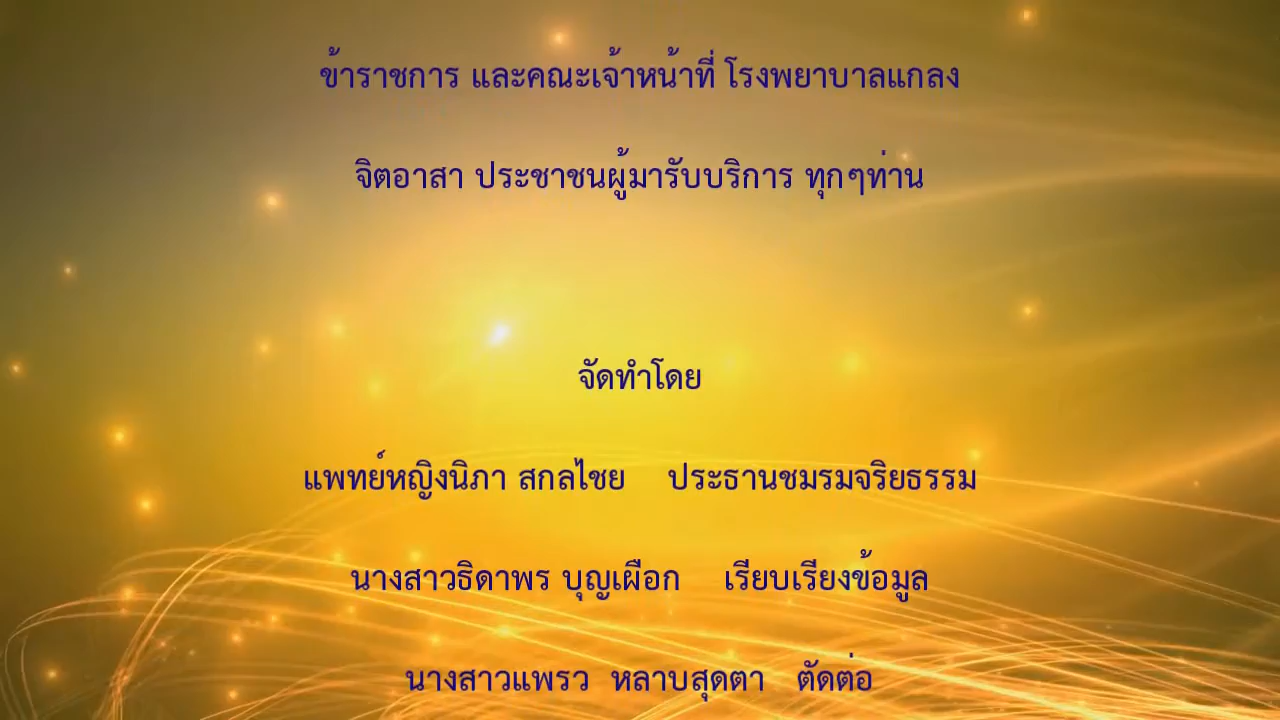 ข้าราชการ และคณะเจ้าหน้าที่ โรงพยาบาลแกลง
จิตอาสา ประชาชนผู้มารับบริการ ทุกๆท่าน
จัดทำโดย
แพทย์หญิงนิภา สกลไชย ประธานชมรมจริยธรรม
นางสาวธิดาพร บุญเผือก เรียบเรียงข้อมูล
นางสาวแพรว หลาบสุดตา ตัดต่อ